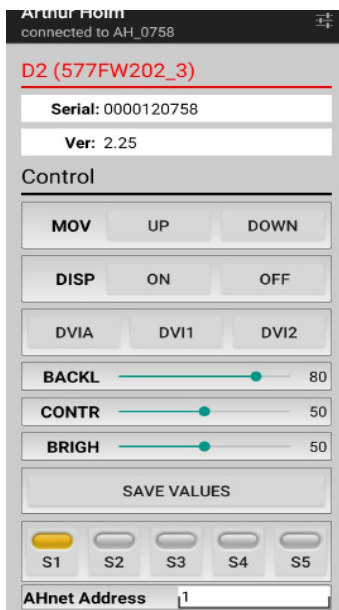 Arthur Holm
connected to AH_0758
D2 (577FW202_3)
Serial: 0000120758
Ver: 2.25
Control
MOV UP DOWN
DISP ON OFF
DVIA DVI1 DVI2
BACKL 80
CONTR 50
BRIGH 50
SAVE VALUES
S1 S2 S3 S4 S5
AHnet Address 1